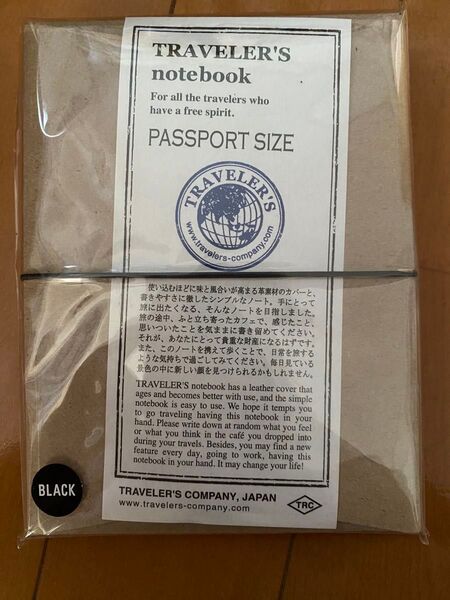 TRAVELER'S
notebook
For all the travelers who
have a free spirit.
PASSPORT SIZE
TRAVELER'S
www.travelers-company.com
使い込むほどに味と風合いが高まる革素材のカバーと、
書きやすさに徹したシンプルなノート。手にとって
旅に出たくなる、そんなノートを目指しました。
旅の途中、ふと立ち寄ったカフェで、感じたこと、
思いついたことを気ままに書き留めてください。
それが、あなたにとって貴重な財産になるはずです。
また、このノートを携えて歩くことで、日常を旅する
ような気持ちで過ごしてみてください。毎日見ている
景色の中に新しい顔を見つけられるかもしれません。
TRAVELER'S notebook has a leather cover that
ages and becomes better with use, and the simple
notebook is easy to use. We hope it tempts you
to go traveling having this notebook in your
hand. Please write down at random what you feel
or what you think in the café you dropped into
during your travels. Besides, you may find a new
feature every day, going to work, having this
notebook in your hand. It may change your life!
BLACK
TRAVELER'S COMPANY, JAPAN
www.travelers-company.com
TRC